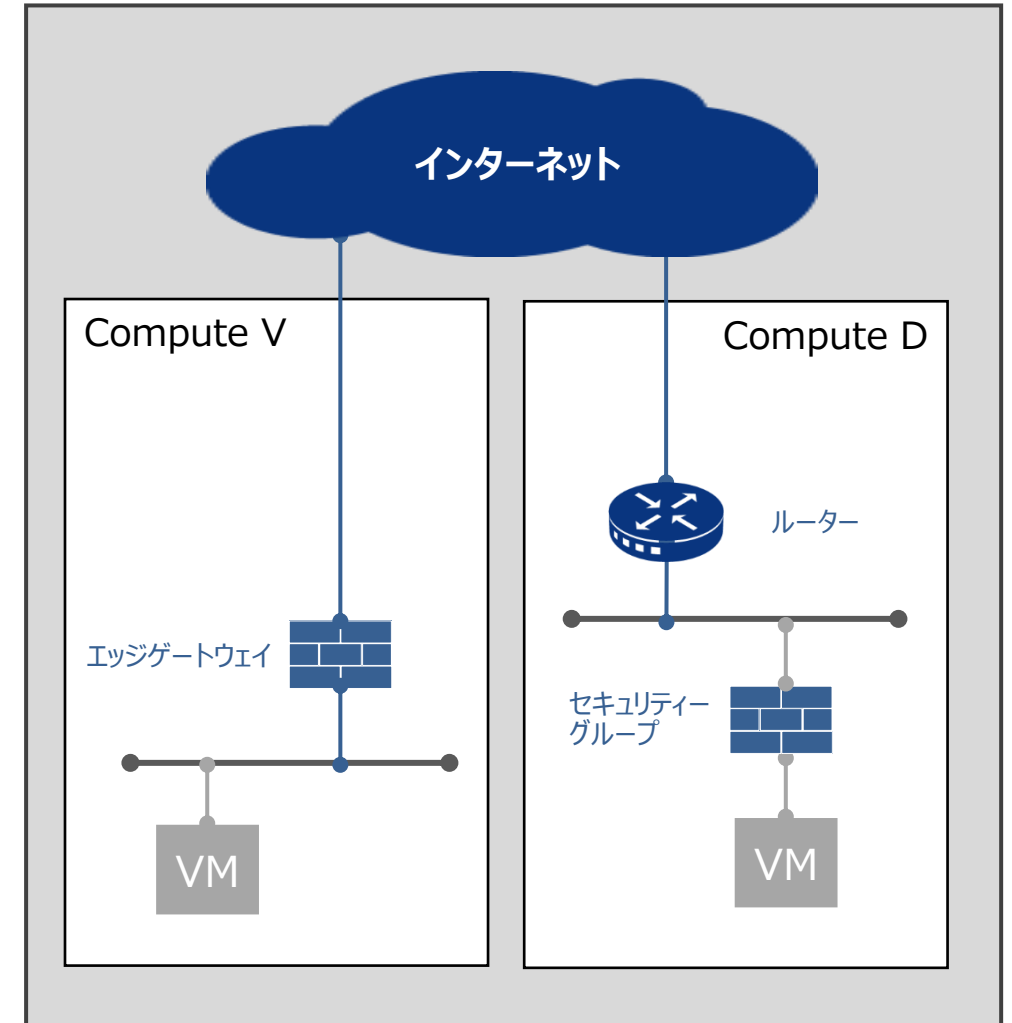 インターネット
Compute V
Compute D
ルーター
エッジゲートウェイ
セキュリティー
グループ
VM
VM